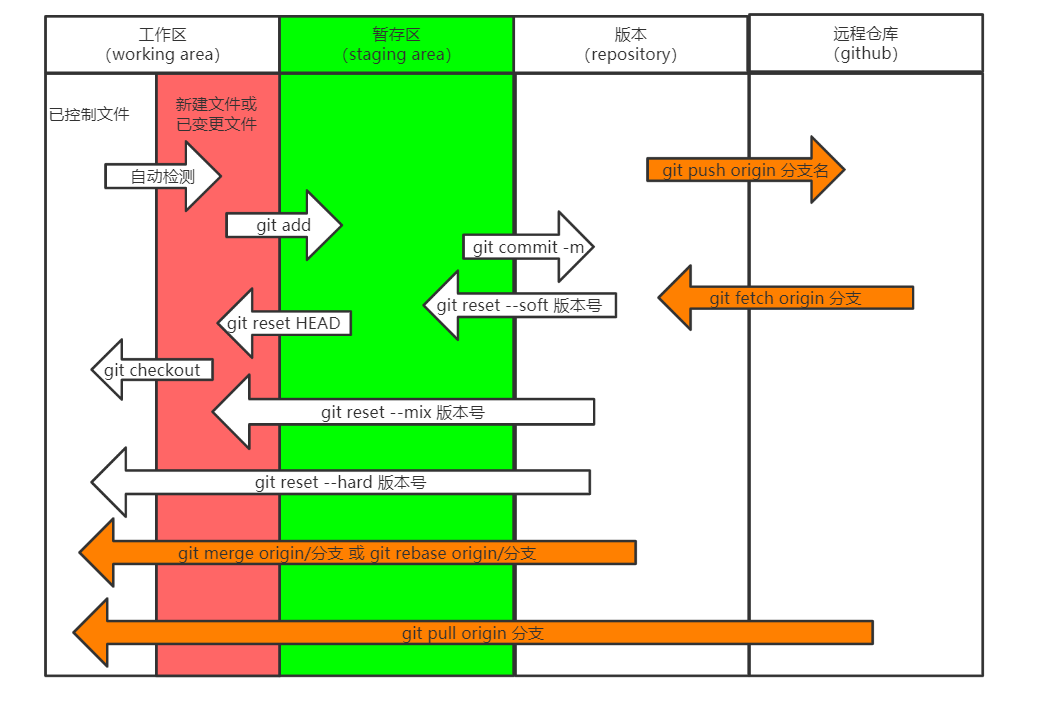 工作区
（working area）
暂存区
（staging area）
版本
（repository）
远程仓库
（github）
已控制文件
新建文件或
已变更文件
自动检测
git push origin 分支名
git add
git commit -m
git fetch origin 分支
git reset --soft 版本号
git reset HEAD
git checkout
git reset --mix 版本号
git reset --hard 版本号
git merge origin/分支 或 git rebase origin/分支
git pull origin 分支